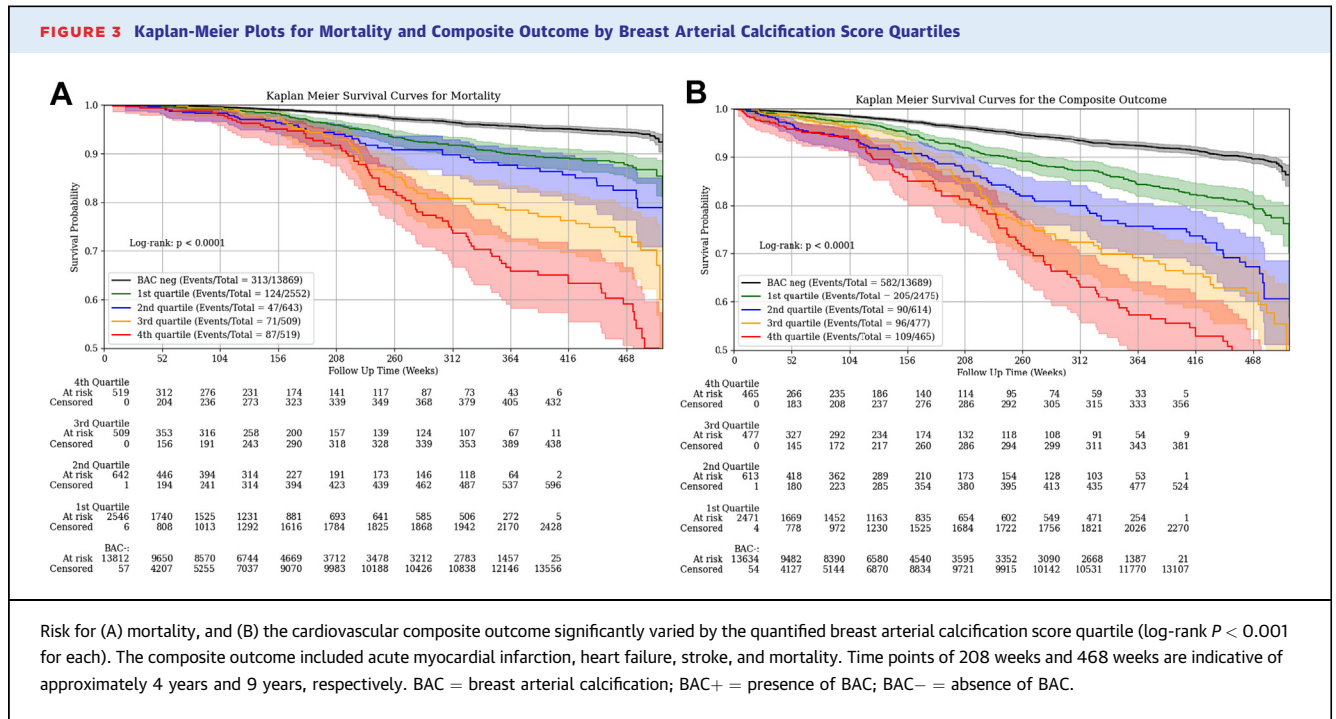 FIGURE 3 Kaplan-Meier Plots for Mortality and Composite Outcome by Breast Arterial Calcification Score Quartiles
A
Kaplan Meier Survival Curves for Mortality
Survival Probability
1.0
0.9
0.8
0.7
0.6
0.5
Log-rank: p < 0.0001
BAC neg (Events/Total = 313/13869)
1st quartile (Events/Total = 124/2552)
2nd quartile (Events/Total = 47/643)
3rd quartile (Events/Total = 71/509)
4th quartile (Events/Total = 87/519)
0 52 104 156 208 260 312 364 416 468
Follow Up Time (Weeks)
4th Quartile
At risk 519 312 276 231 174 141 117 87 73 43 6
Censored 0 204 236 273 323 339 349 368 379 405 432
3rd Quartile
At risk 509 353 316 258 200 157 139 124 107 67 11
Censored 0 156 191 243 290 318 328 339 353 389 438
2nd Quartile
At risk 642 446 394 314 227 191 173 146 118 64 2
Censored 1 194 241 314 394 423 439 462 487 537 596
1st Quartile
At risk 2546 1740 1525 1231 881 693 641 585 506 272 5
Censored 6 808 1013 1292 1616 1784 1825 1868 1942 2170 2428
BAC-:
At risk 13812 9650 8570 6744 4669 3712 3478 3212 2783 1457 25
Censored 57 4207 5255 7037 9070 9983 10188 10426 10838 12146 13556
B
Kaplan Meier Survival Curves for the Composite Outcome
Survival Probability
1.0
0.9
0.8
0.7
0.6
0.5
Log-rank: p < 0.0001
BAC neg (Events/Total = 582/13689)
1st quartile (Events/Total = 205/2475)
2nd quartile (Events/Total = 90/614)
3rd quartile (Events/Total = 96/477)
4th quartile (Events/Total = 109/465)
0 52 104 156 208 260 312 364 416 468
Follow Up Time (Weeks)
4th Quartile
At risk 465 266 235 186 140 114 95 74 59 33 5
Censored 0 183 208 237 276 286 292 305 315 333 356
3rd Quartile
At risk 477 327 292 234 174 132 118 108 91 54 9
Censored 0 145 172 217 260 286 294 299 311 343 381
2nd Quartile
At risk 613 418 362 289 210 173 154 128 103 53 1
Censored 1 180 223 285 354 380 395 413 435 477 524
1st Quartile
At risk 2471 1669 1452 1163 835 654 602 549 471 254 1
Censored 4 778 972 1230 1525 1684 1722 1756 1821 2026 2270
BAC-:
At risk 13634 9482 8390 6580 4540 3595 3352 3090 2668 1387 21
Censored 54 4127 5144 6870 8834 9721 9915 10142 10531 11770 13107
Risk for (A) mortality, and (B) the cardiovascular composite outcome significantly varied by the quantified breast arterial calcification score quartile (log-rank P < 0.001
for each). The composite outcome included acute myocardial infarction, heart failure, stroke, and mortality. Time points of 208 weeks and 468 weeks are indicative of
approximately 4 years and 9 years, respectively. BAC = breast arterial calcification; BAC+ = presence of BAC; BAC− = absence of BAC.